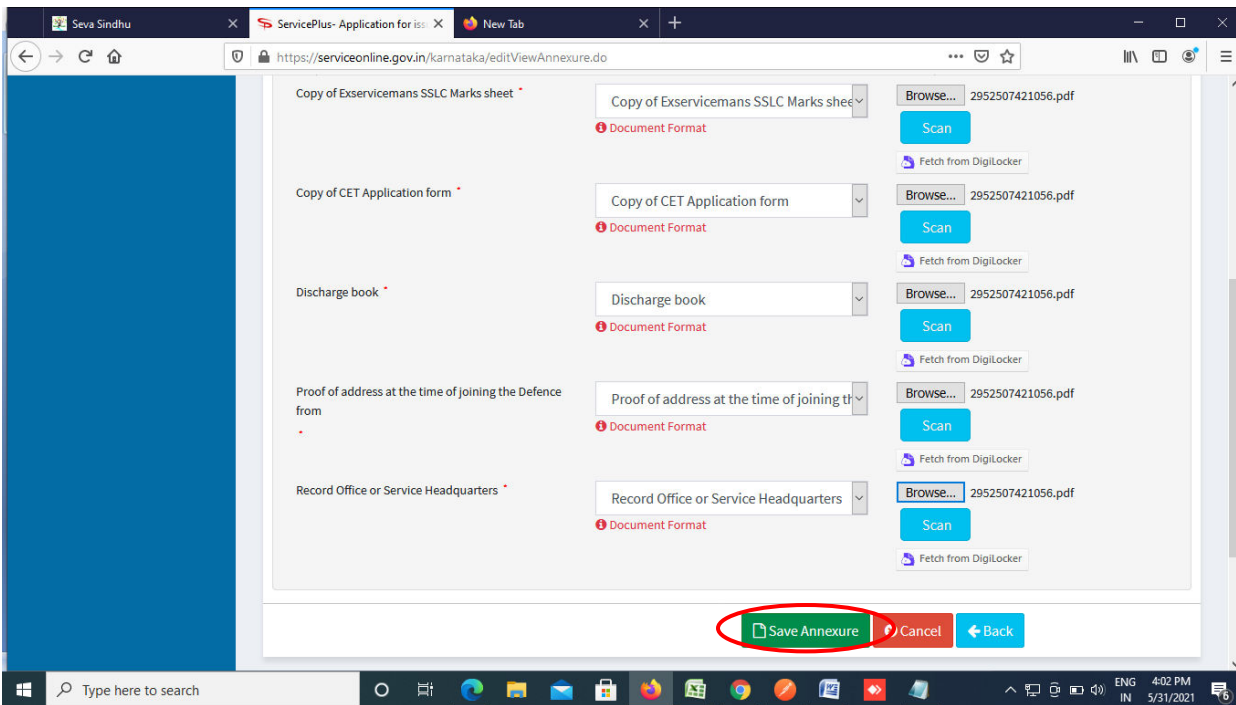 Seva Sindhu
ServicePlus- Application for iss
New Tab
https://serviceonline.gov.in/karnataka/editViewAnnexure.do
Copy of Exservicemans SSLC Marks sheet *
Copy of Exservicemans SSLC Marks shee
Browse... 2952507421056.pdf
Document Format
Scan
Fetch from DigiLocker
Copy of CET Application form *
Copy of CET Application form
Browse... 2952507421056.pdf
Document Format
Scan
Fetch from DigiLocker
Discharge book *
Discharge book
Browse... 2952507421056.pdf
Document Format
Scan
Fetch from DigiLocker
Proof of address at the time of joining the Defence
from
*
Proof of address at the time of joining th
Browse... 2952507421056.pdf
Document Format
Scan
Fetch from DigiLocker
Record Office or Service Headquarters *
Record Office or Service Headquarters
Browse... 2952507421056.pdf
Document Format
Scan
Fetch from DigiLocker
Save Annexure
Cancel
Back
Type here to search
ENG
IN
4:02 PM
5/31/2021
6